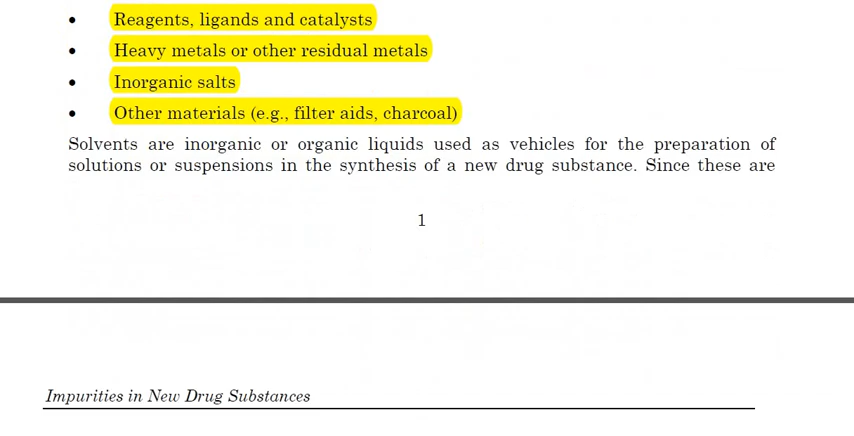 • Reagents, ligands and catalysts
• Heavy metals or other residual metals
• Inorganic salts
• Other materials (e.g., filter aids, charcoal)
Solvents are inorganic or organic liquids used as vehicles for the preparation of
solutions or suspensions in the synthesis of a new drug substance. Since these are
1
Impurities in New Drug Substances